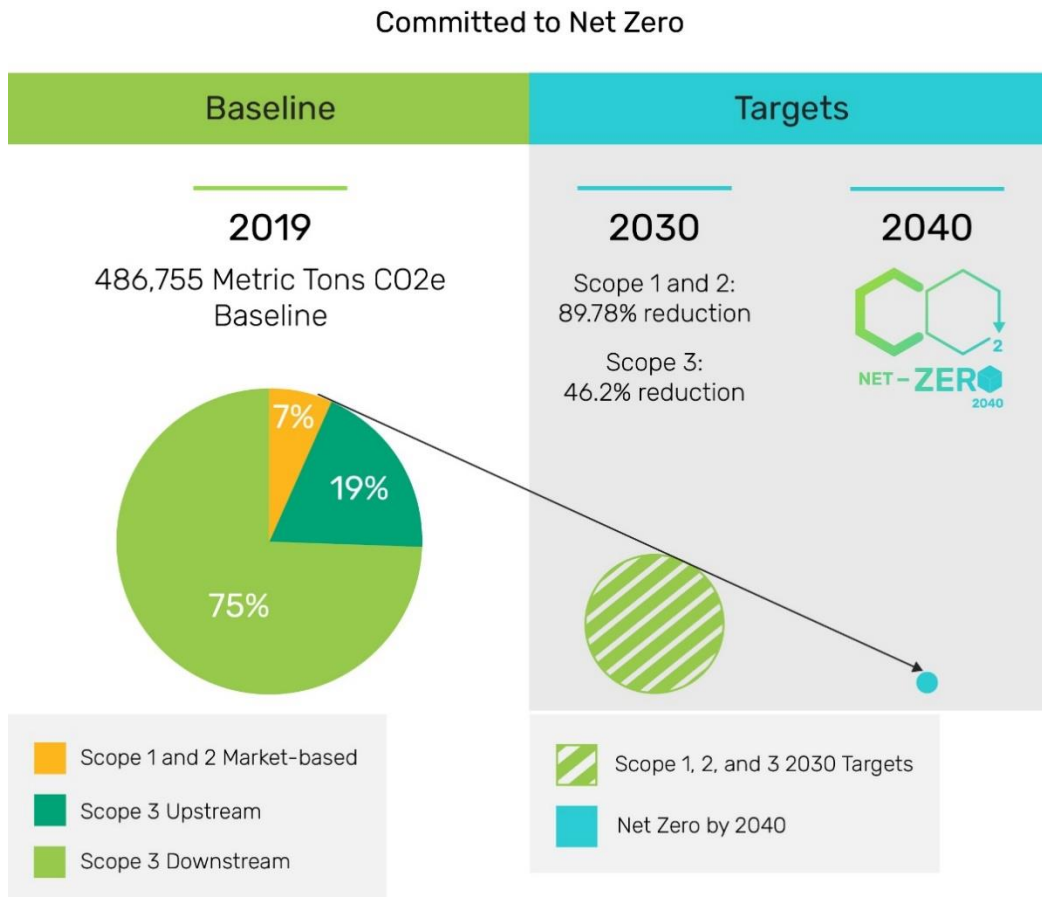 Committed to Net Zero
Baseline
Targets
2019
486,755 Metric Tons CO2e
Baseline
7%
19%
75%
2030
Scope 1 and 2:
89.78% reduction
Scope 3:
46.2% reduction
2040
2
NET – ZERO
2040
Scope 1 and 2 Market-based
Scope 3 Upstream
Scope 3 Downstream
Scope 1, 2, and 3 2030 Targets
Net Zero by 2040